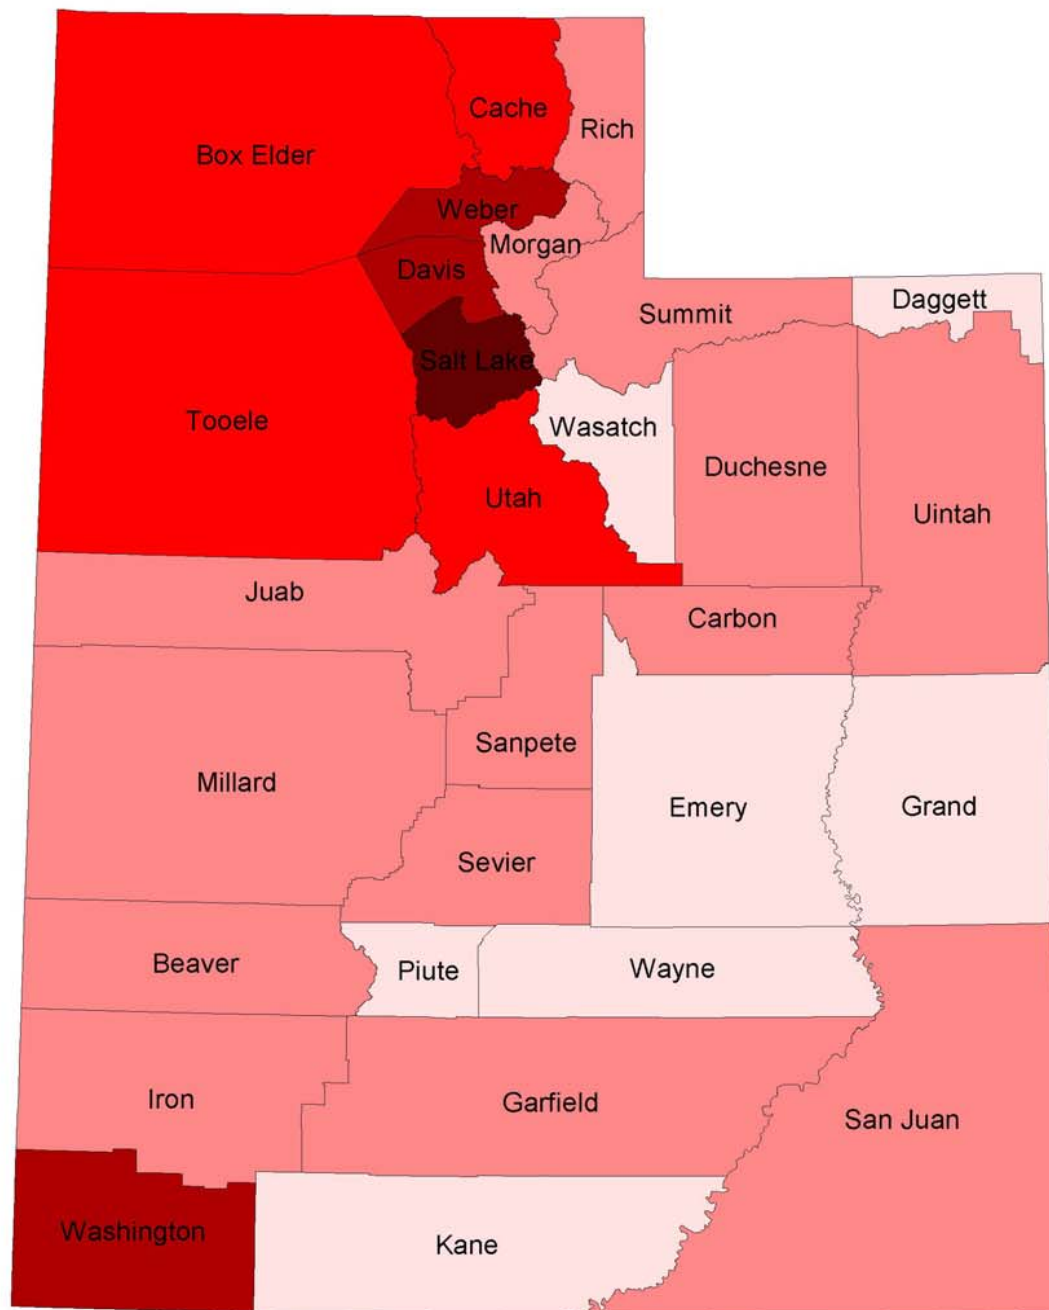 Cache
Rich
Box Elder
Weber
Morgan
Davis
Daggett
Summit
Salt Lake
Tooele
Wasatch
Duchesne
Utah
Uintah
Juab
Carbon
Sanpete
Millard
Emery
Grand
Sevier
Beaver
Piute
Wayne
Iron
Garfield
San Juan
Washington
Kane